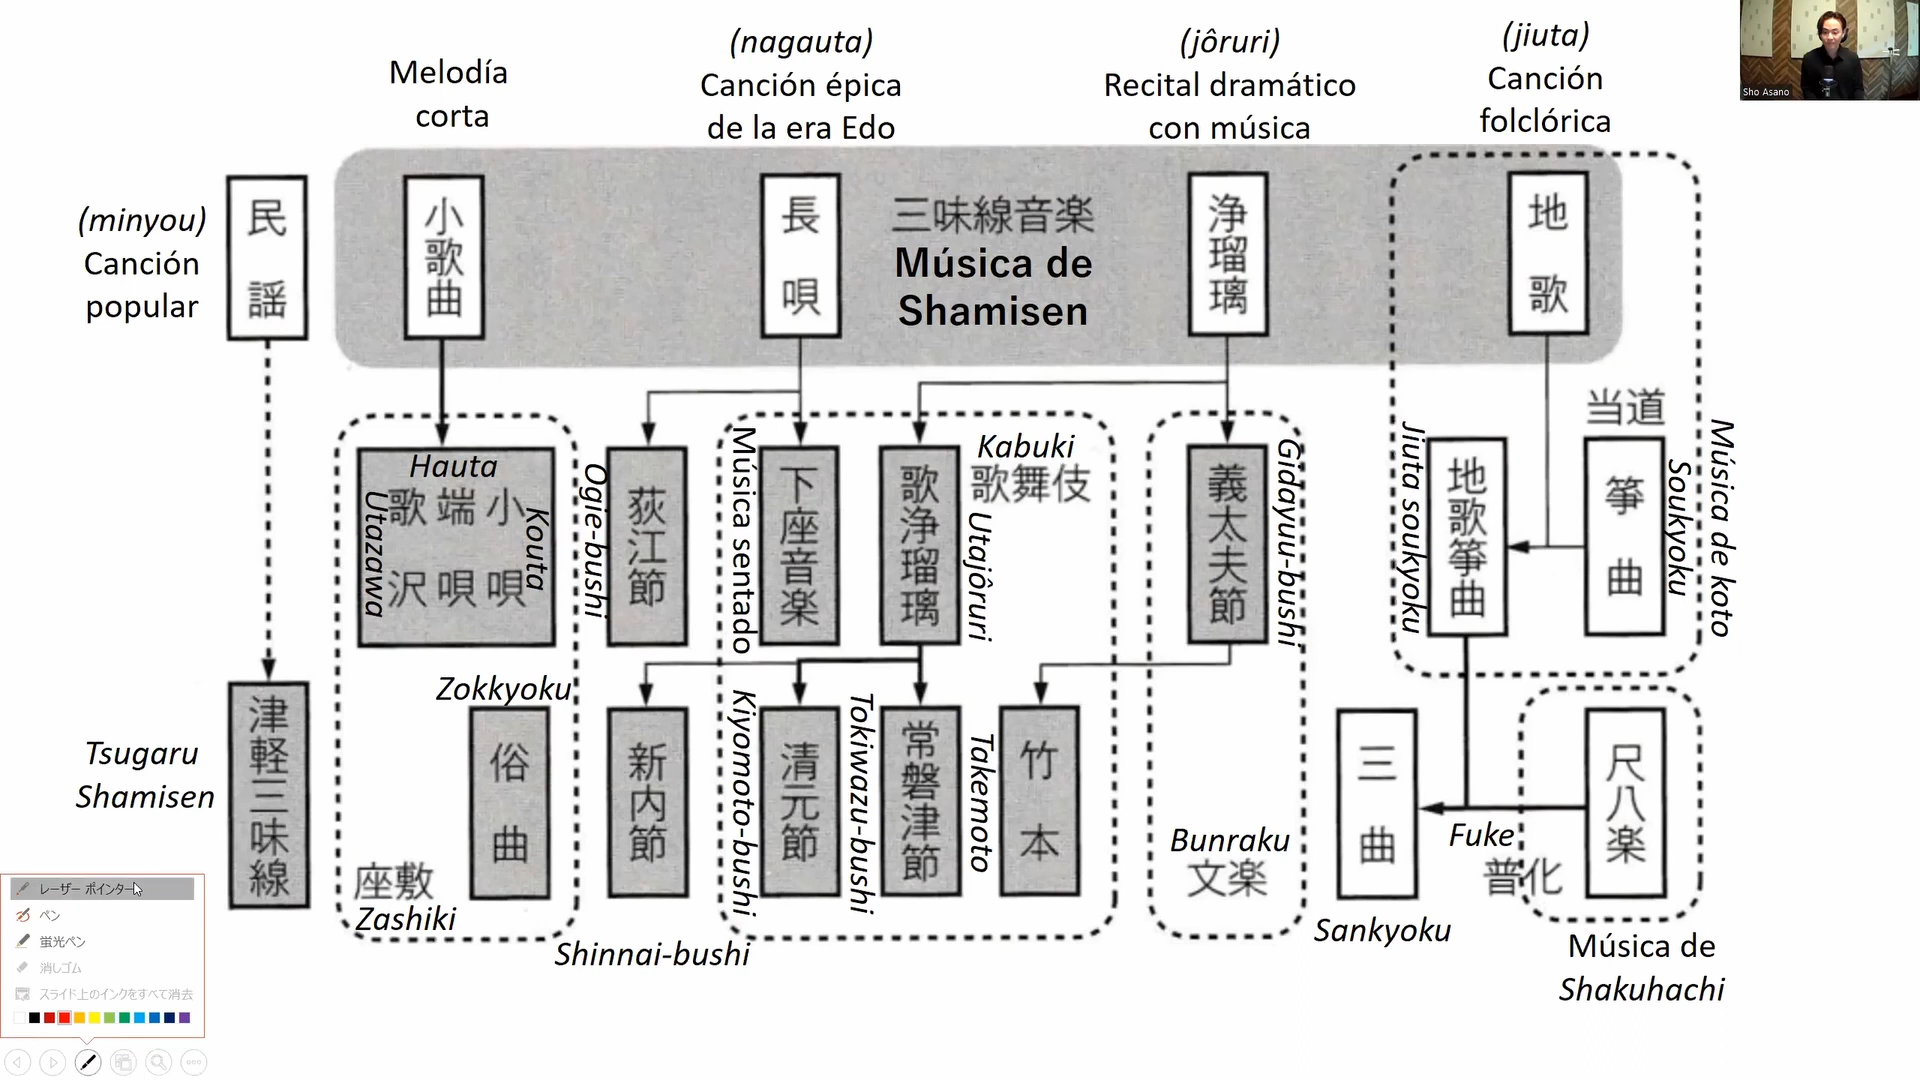 (nagauta)
Canción épica
de la era Edo
(jôruri)
Recital dramático
con música
(jiuta)
Canción
folclórica
Melodía
corta
Sho Asano
(minyou)
Canción
popular
民謡
小歌曲
長唄
三味線音楽
Música de
Shamisen
浄瑠璃
地歌
当道
Hauta
Utazawa
歌沢
端唄
小唄
Kouta
Ogie-bushi
荻江節
Música sentado
下座音楽
歌浄瑠璃
Kabuki
歌舞伎
Utajôruri
義太夫節
Gidayuu-bushi
Jiuta soukyoku
地歌箏曲
箏曲
Soukyoku
Música de koto
Tsugaru
Shamisen
津軽三味線
Zokkyoku
俗曲
座敷
Zashiki
新内節
Shinnai-bushi
Kiyomoto-bushi
清元節
Tokiwazu-bushi
常磐津節
Takemoto
竹本
Bunraku
文楽
三曲
Sankyoku
Fuke
普化
尺八楽
Música de
Shakuhachi
レーザー ポインター
ペン
蛍光ペン
消しゴム
スライド上のインクをすべて消去